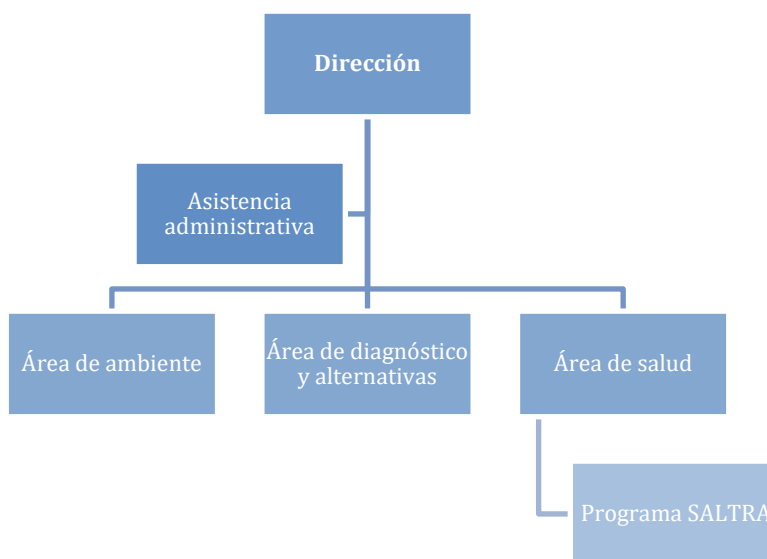 Dirección
Asistencia
administrativa
Área de ambiente
Área de diagnóstico
y alternativas
Área de salud
Programa SALTRA